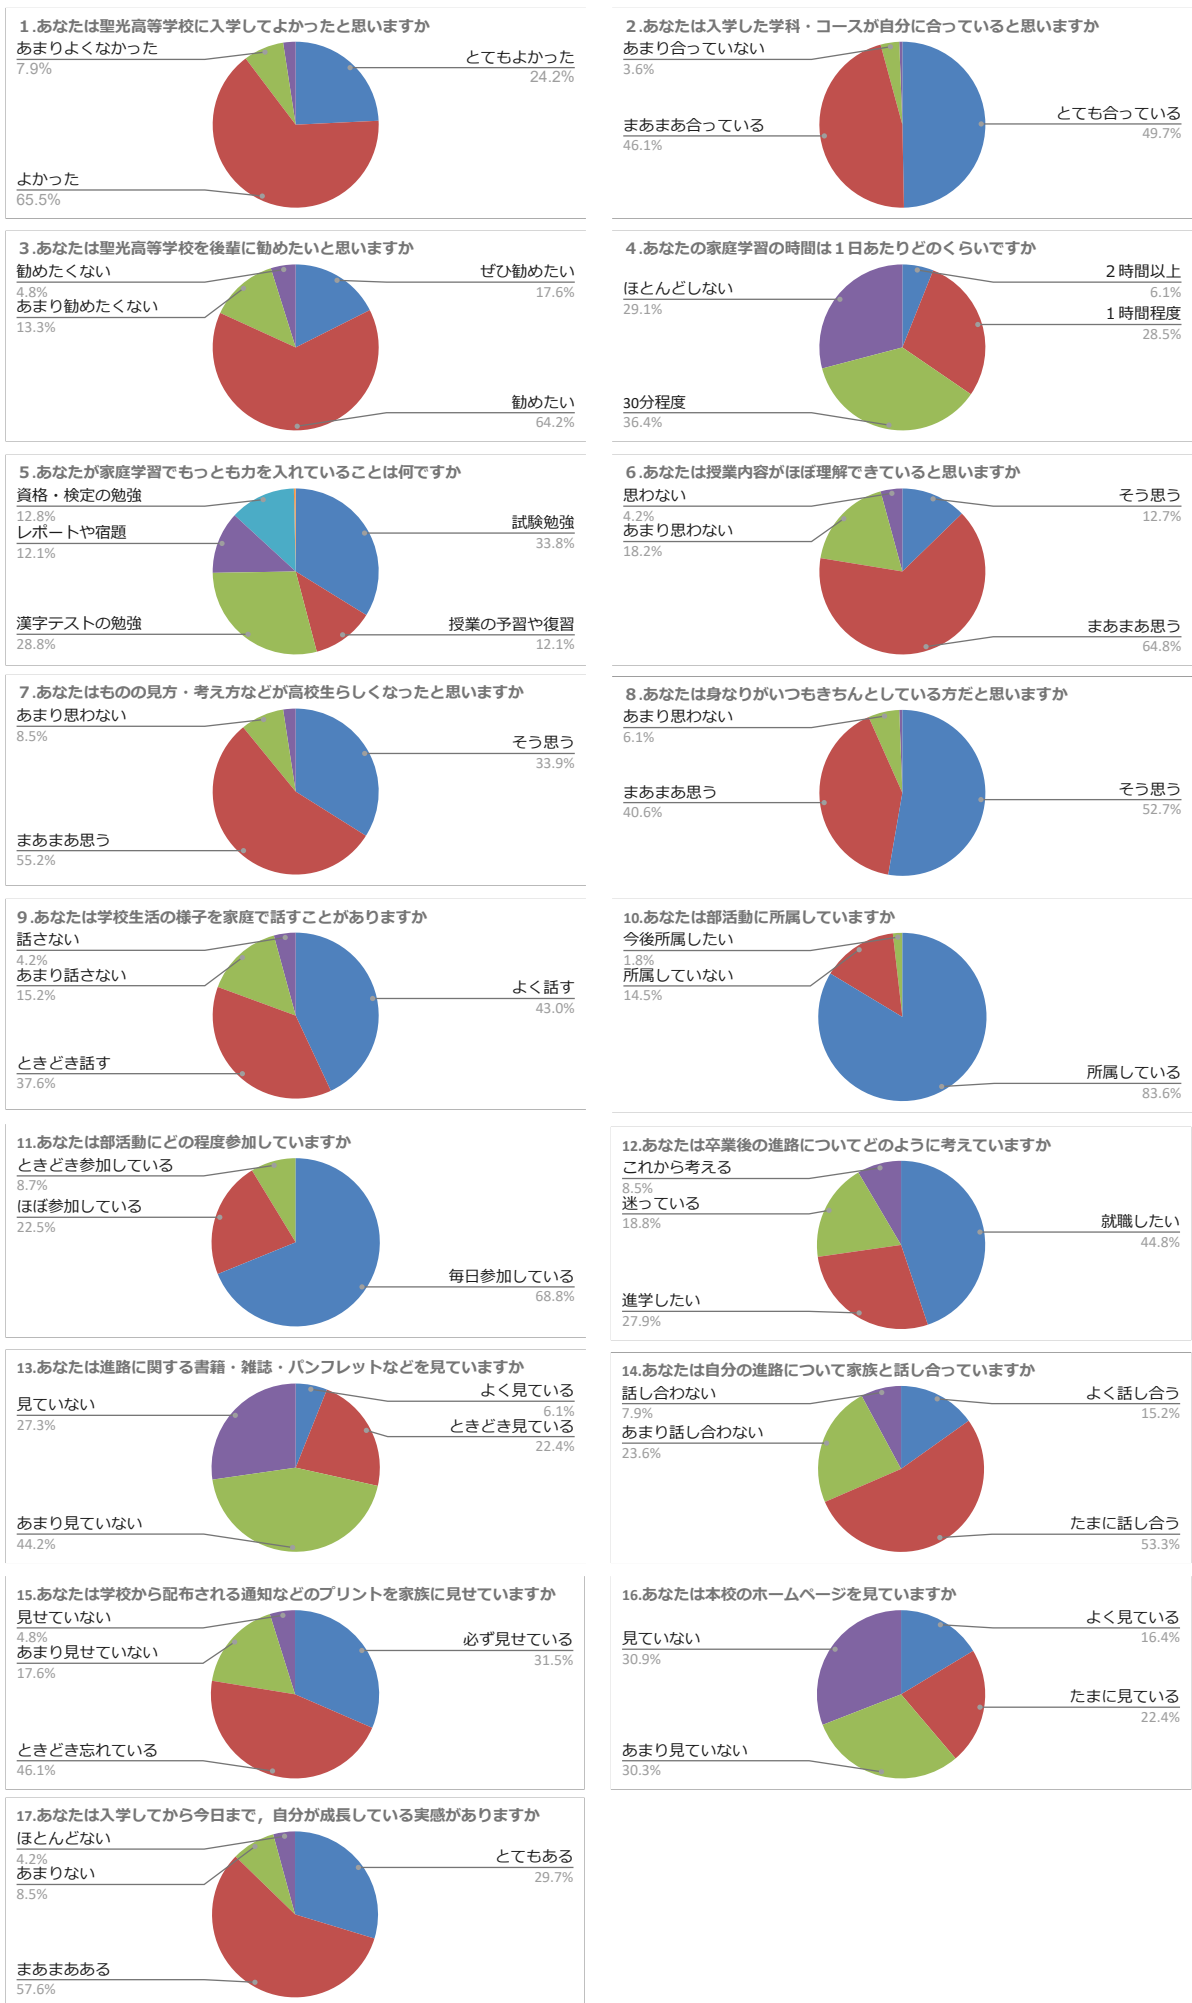 1.あなたは聖光高等学校に入学してよかったと思いますか
あまりよくなかった
7.9%
とてもよかった
24.2%
よかった
65.5%
2.あなたは入学した学科・コースが自分に合っていると思いますか
あまり合っていない
3.6%
まあまあ合っている
46.1%
とても合っている
49.7%
3.あなたは聖光高等学校を後輩に勧めたいと思いますか
勧めたくない
4.8%
あまり勧めたくない
13.3%
ぜひ勧めたい
17.6%
勧めたい
64.2%
4.あなたの家庭学習の時間は1日あたりどのくらいですか
ほとんどしない
29.1%
2時間以上
6.1%
1時間程度
28.5%
30分程度
36.4%
5.あなたが家庭学習でもっとも力を入れていることは何ですか
資格・検定の勉強
12.8%
レポートや宿題
12.1%
試験勉強
33.8%
漢字テストの勉強
28.8%
授業の予習や復習
12.1%
6.あなたは授業内容がほぼ理解できていると思いますか
思わない
4.2%
あまり思わない
18.2%
そう思う
12.7%
まあまあ思う
64.8%
7.あなたはものの見方・考え方などが高校生らしくなったと思いますか
あまり思わない
8.5%
そう思う
33.9%
まあまあ思う
55.2%
8.あなたは身なりがいつもきちんとしている方だと思いますか
あまり思わない
6.1%
まあまあ思う
40.6%
そう思う
52.7%
9.あなたは学校生活の様子を家庭で話すことがありますか
話さない
4.2%
あまり話さない
15.2%
よく話す
43.0%
ときどき話す
37.6%
10.あなたは部活動に所属していますか
今後所属したい
1.8%
所属していない
14.5%
所属している
83.6%
11.あなたは部活動にどの程度参加していますか
ときどき参加している
8.7%
ほぼ参加している
22.5%
毎日参加している
68.8%
12.あなたは卒業後の進路についてどのように考えていますか
これから考える
8.5%
迷っている
18.8%
就職したい
44.8%
進学したい
27.9%
13.あなたは進路に関する書籍・雑誌・パンフレットなどを見ていますか
見ていない
27.3%
よく見ている
6.1%
ときどき見ている
22.4%
あまり見ていない
44.2%
14.あなたは自分の進路について家族と話し合っていますか
話し合わない
7.9%
あまり話し合わない
23.6%
よく話し合う
15.2%
たまに話し合う
53.3%
15.あなたは学校から配布される通知などのプリントを家族に見せていますか
見せていない
4.8%
あまり見せていない
17.6%
必ず見せている
31.5%
ときどき忘れている
46.1%
16.あなたは本校のホームページを見ていますか
見ていない
30.9%
よく見ている
16.4%
たまに見ている
22.4%
あまり見ていない
30.3%
17.あなたは入学してから今日まで，自分が成長している実感がありますか
ほとんどない
4.2%
あまりない
8.5%
とてもある
29.7%
まあまあある
57.6%